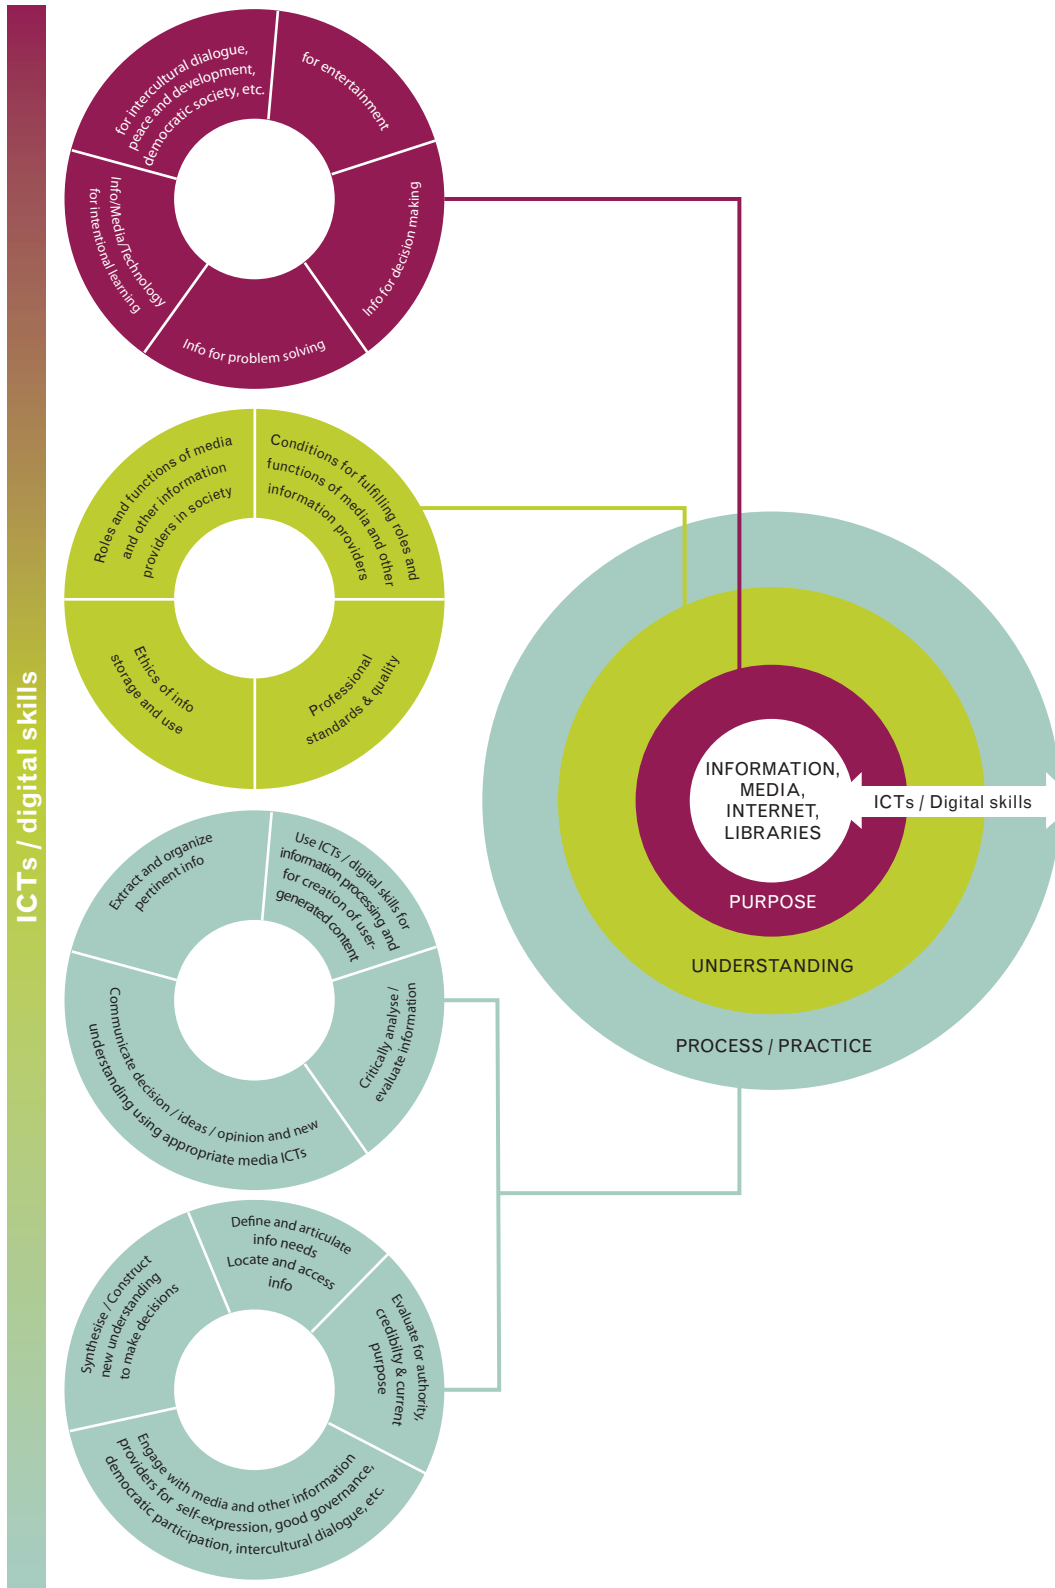 ICTs / digital skills
for intercultural dialogue,
peace and development,
democratic society, etc.
for entertainment
Info/Media/Technology
for intentional learning
Info for decision making
Info for problem solving
Roles and functions of media
and other information
providers in society
Conditions for fulfilling roles and
functions of media and other
information providers
Ethics of info
storage and use
Professional
standards & quality
INFORMATION,
MEDIA,
INTERNET,
LIBRARIES
ICTs / Digital skills
PURPOSE
UNDERSTANDING
PROCESS / PRACTICE
Extract and organize
pertinent info
Use ICTs / digital skills for
information processing and
for creation of user-
generated content
Communicate decision / ideas / opinion and new
understanding using appropriate media ICTs
Critically analyse /
evaluate information
Define and articulate
info needs
Locate and access
info
Synthesise / Construct
new understanding
to make decisions
Evaluate for authority,
credibilty & current
purpose
Engage with media and other information
providers for self-expression, good governance,
democratic participation, intercultural dialogue, etc.